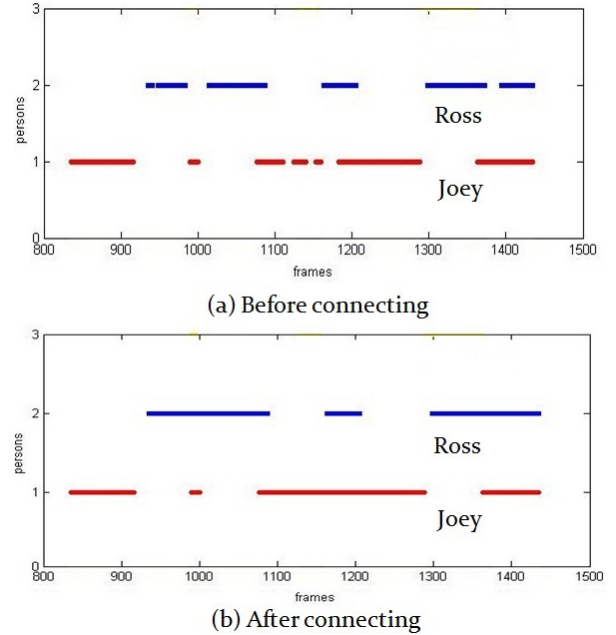 3
2
1
0
persons
Ross
Joey
800 900 1000 1100 1200 1300 1400 1500
frames
(a) Before connecting
3
2
1
0
persons
Ross
Joey
800 900 1000 1100 1200 1300 1400 1500
frames
(b) After connecting